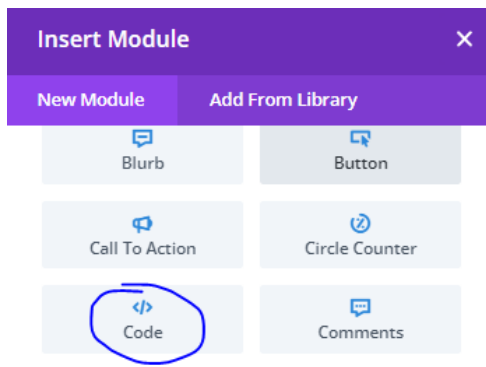 Insert Module
New Module Add From Library
Blurb Button
Call To Action Circle Counter
Code Comments